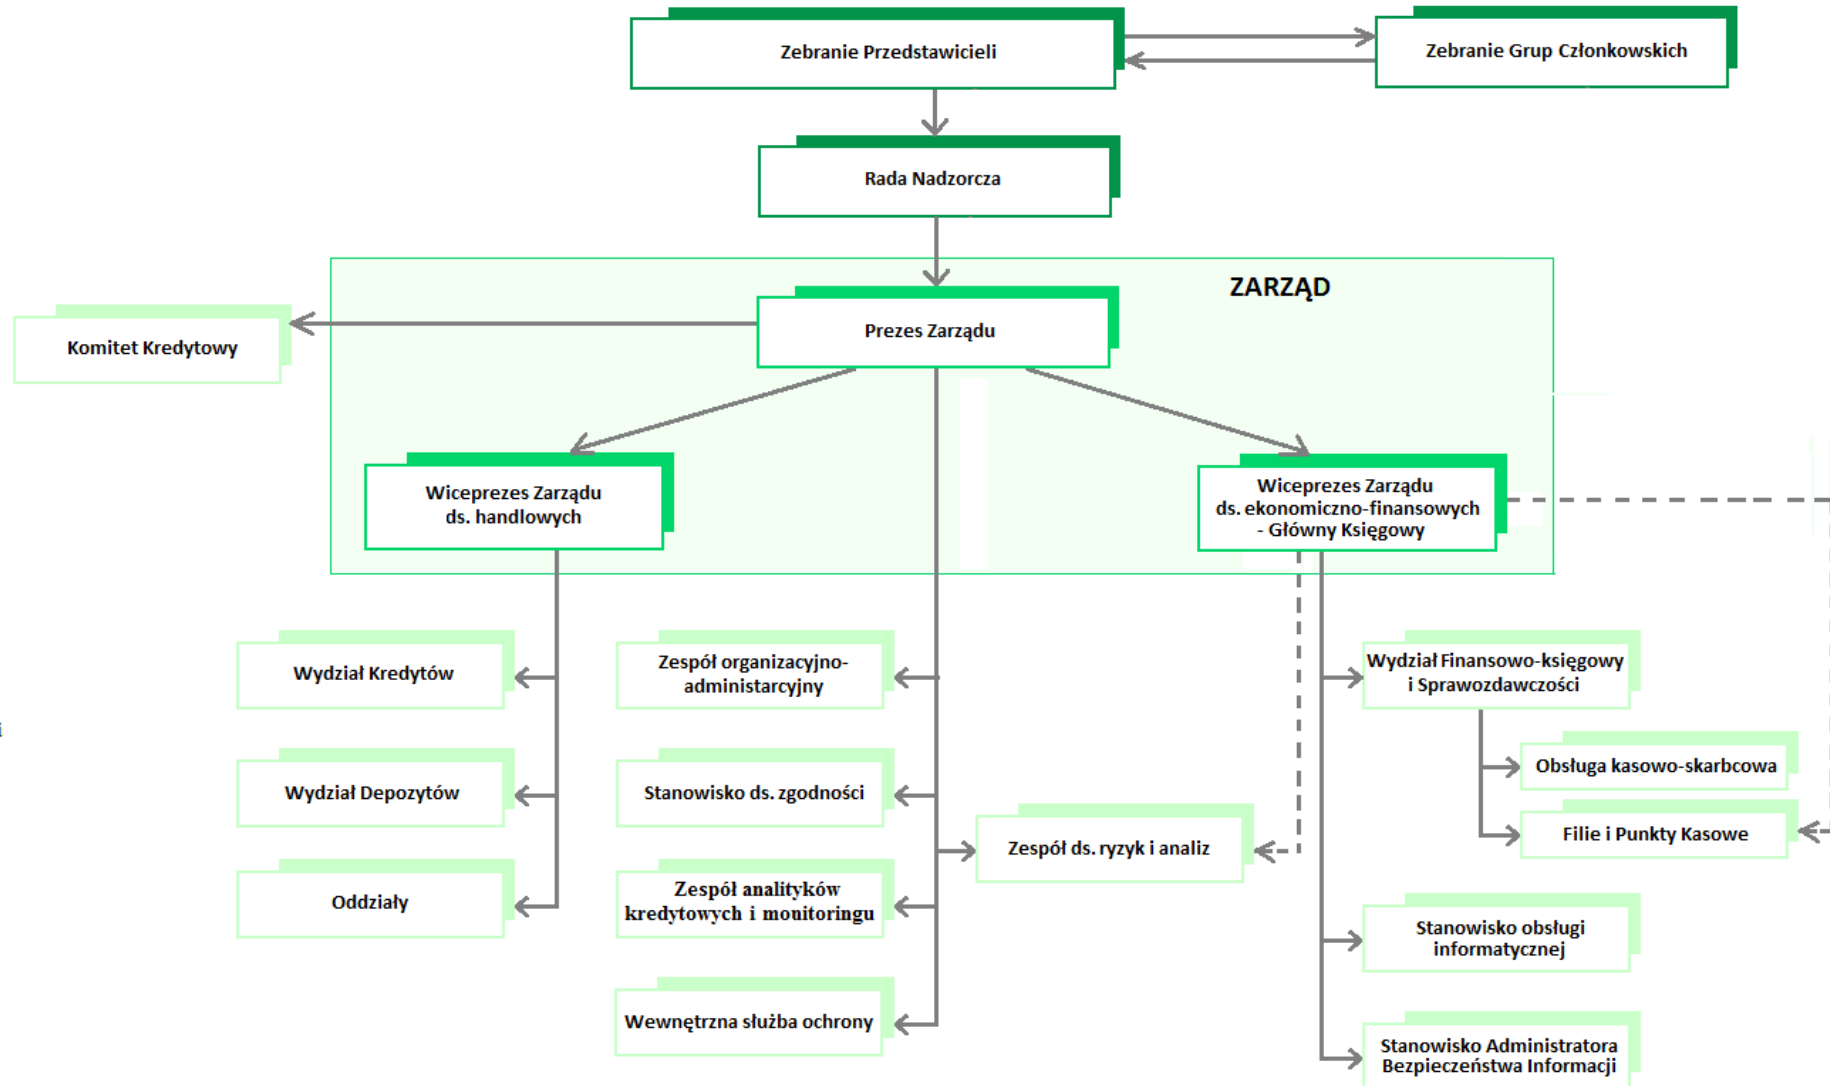 Zebranie Przedstawicieli
Zebranie Grup Członkowskich
Rada Nadzorcza
ZARZĄD
Prezes Zarządu
Komitet Kredytowy
Wiceprezes Zarządu
ds. handlowych
Wiceprezes Zarządu
ds. ekonomiczno-finansowych
- Główny Księgowy
Wydział Kredytów
Wydział Depozytów
Oddziały
Zespół organizacyjno-
administarcyjny
Stanowisko ds. zgodności
Zespół analityków
kredytowych i monitoringu
Wewnętrzna służba ochrony
Zespół ds. ryzyk i analiz
Wydział Finansowo-księgowy
i Sprawozdawczości
Obsługa kasowo-skarbcowa
Filie i Punkty Kasowe
Stanowisko obsługi
informatycznej
Stanowisko Administratora
Bezpieczeństwa Informacji
i